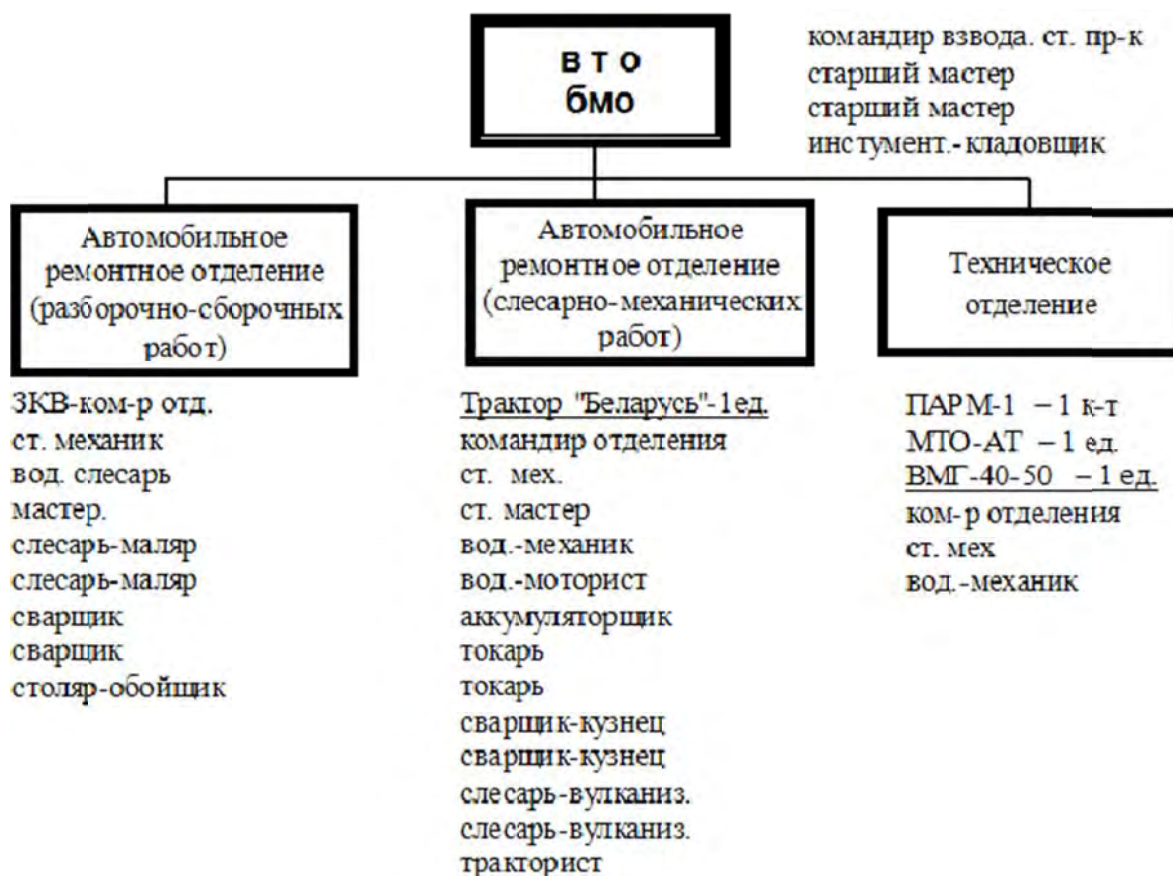 в т о
бмо
командир взвода. ст. пр-к
старший мастер
старший мастер
инстумент.-кладовщик
Автомобильное
ремонтное отделение
(разборочно-сборочных
работ)
ЗКВ-ком-р отд.
ст. механик
вод. слесарь
мастер.
слесарь-маляр
слесарь-маляр
сварщик
сварщик
столяр-обойщик
Автомобильное
ремонтное отделение
(слесарно-механических
работ)
Трактор "Беларусь"-1ед.
командир отделения
ст. мех.
ст. мастер
вод.-механик
вод.-моторист
аккумуляторщик
токарь
токарь
сварщик-кузнец
сварщик-кузнец
слесарь-вулканиз.
слесарь-вулканиз.
тракторист
Техническое
отделение
ПАРМ-1 – 1 к-т
МТО-АТ – 1 ед.
ВМГ-40-50 – 1 ед.
ком-р отделения
ст. мех
вод.-механик